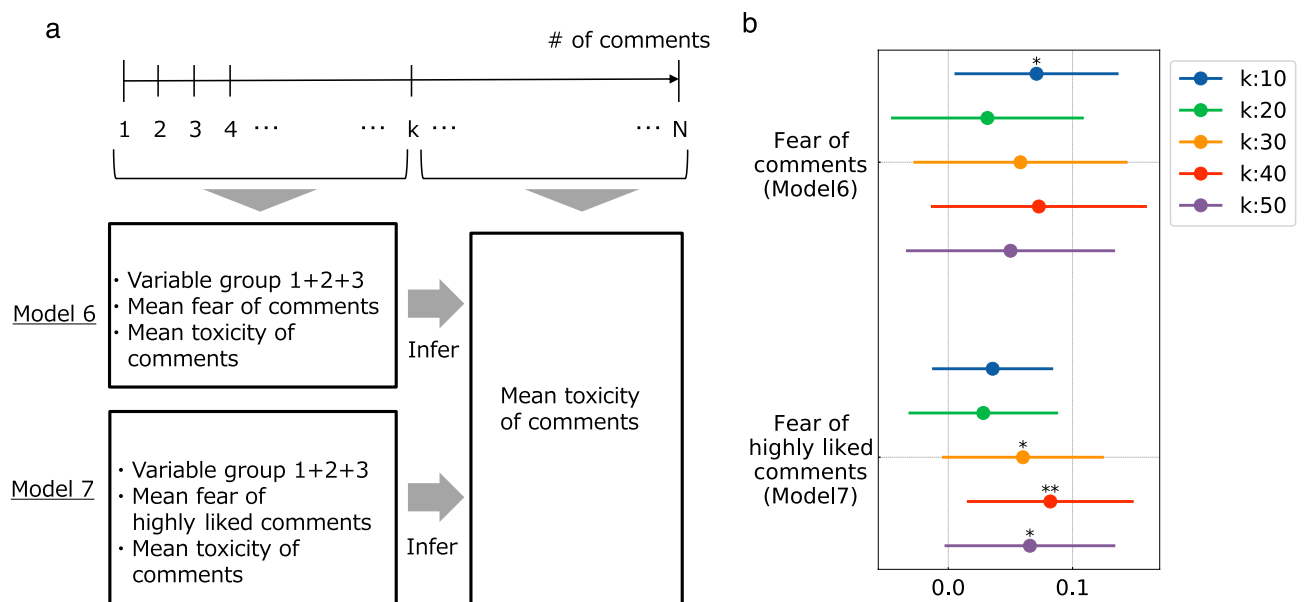 a
# of comments
1 2 3 4 ··· ··· k ··· ··· N
Model 6
・Variable group 1+2+3
・Mean fear of comments
・Mean toxicity of
comments
Infer
Mean toxicity
of comments
Model 7
・Variable group 1+2+3
・Mean fear of
highly liked comments
・Mean toxicity of
comments
Infer
b
Fear of
comments
(Model6)
Fear of
highly liked
comments
(Model7)
*
*
**
*
0.0 0.1
k:10
k:20
k:30
k:40
k:50